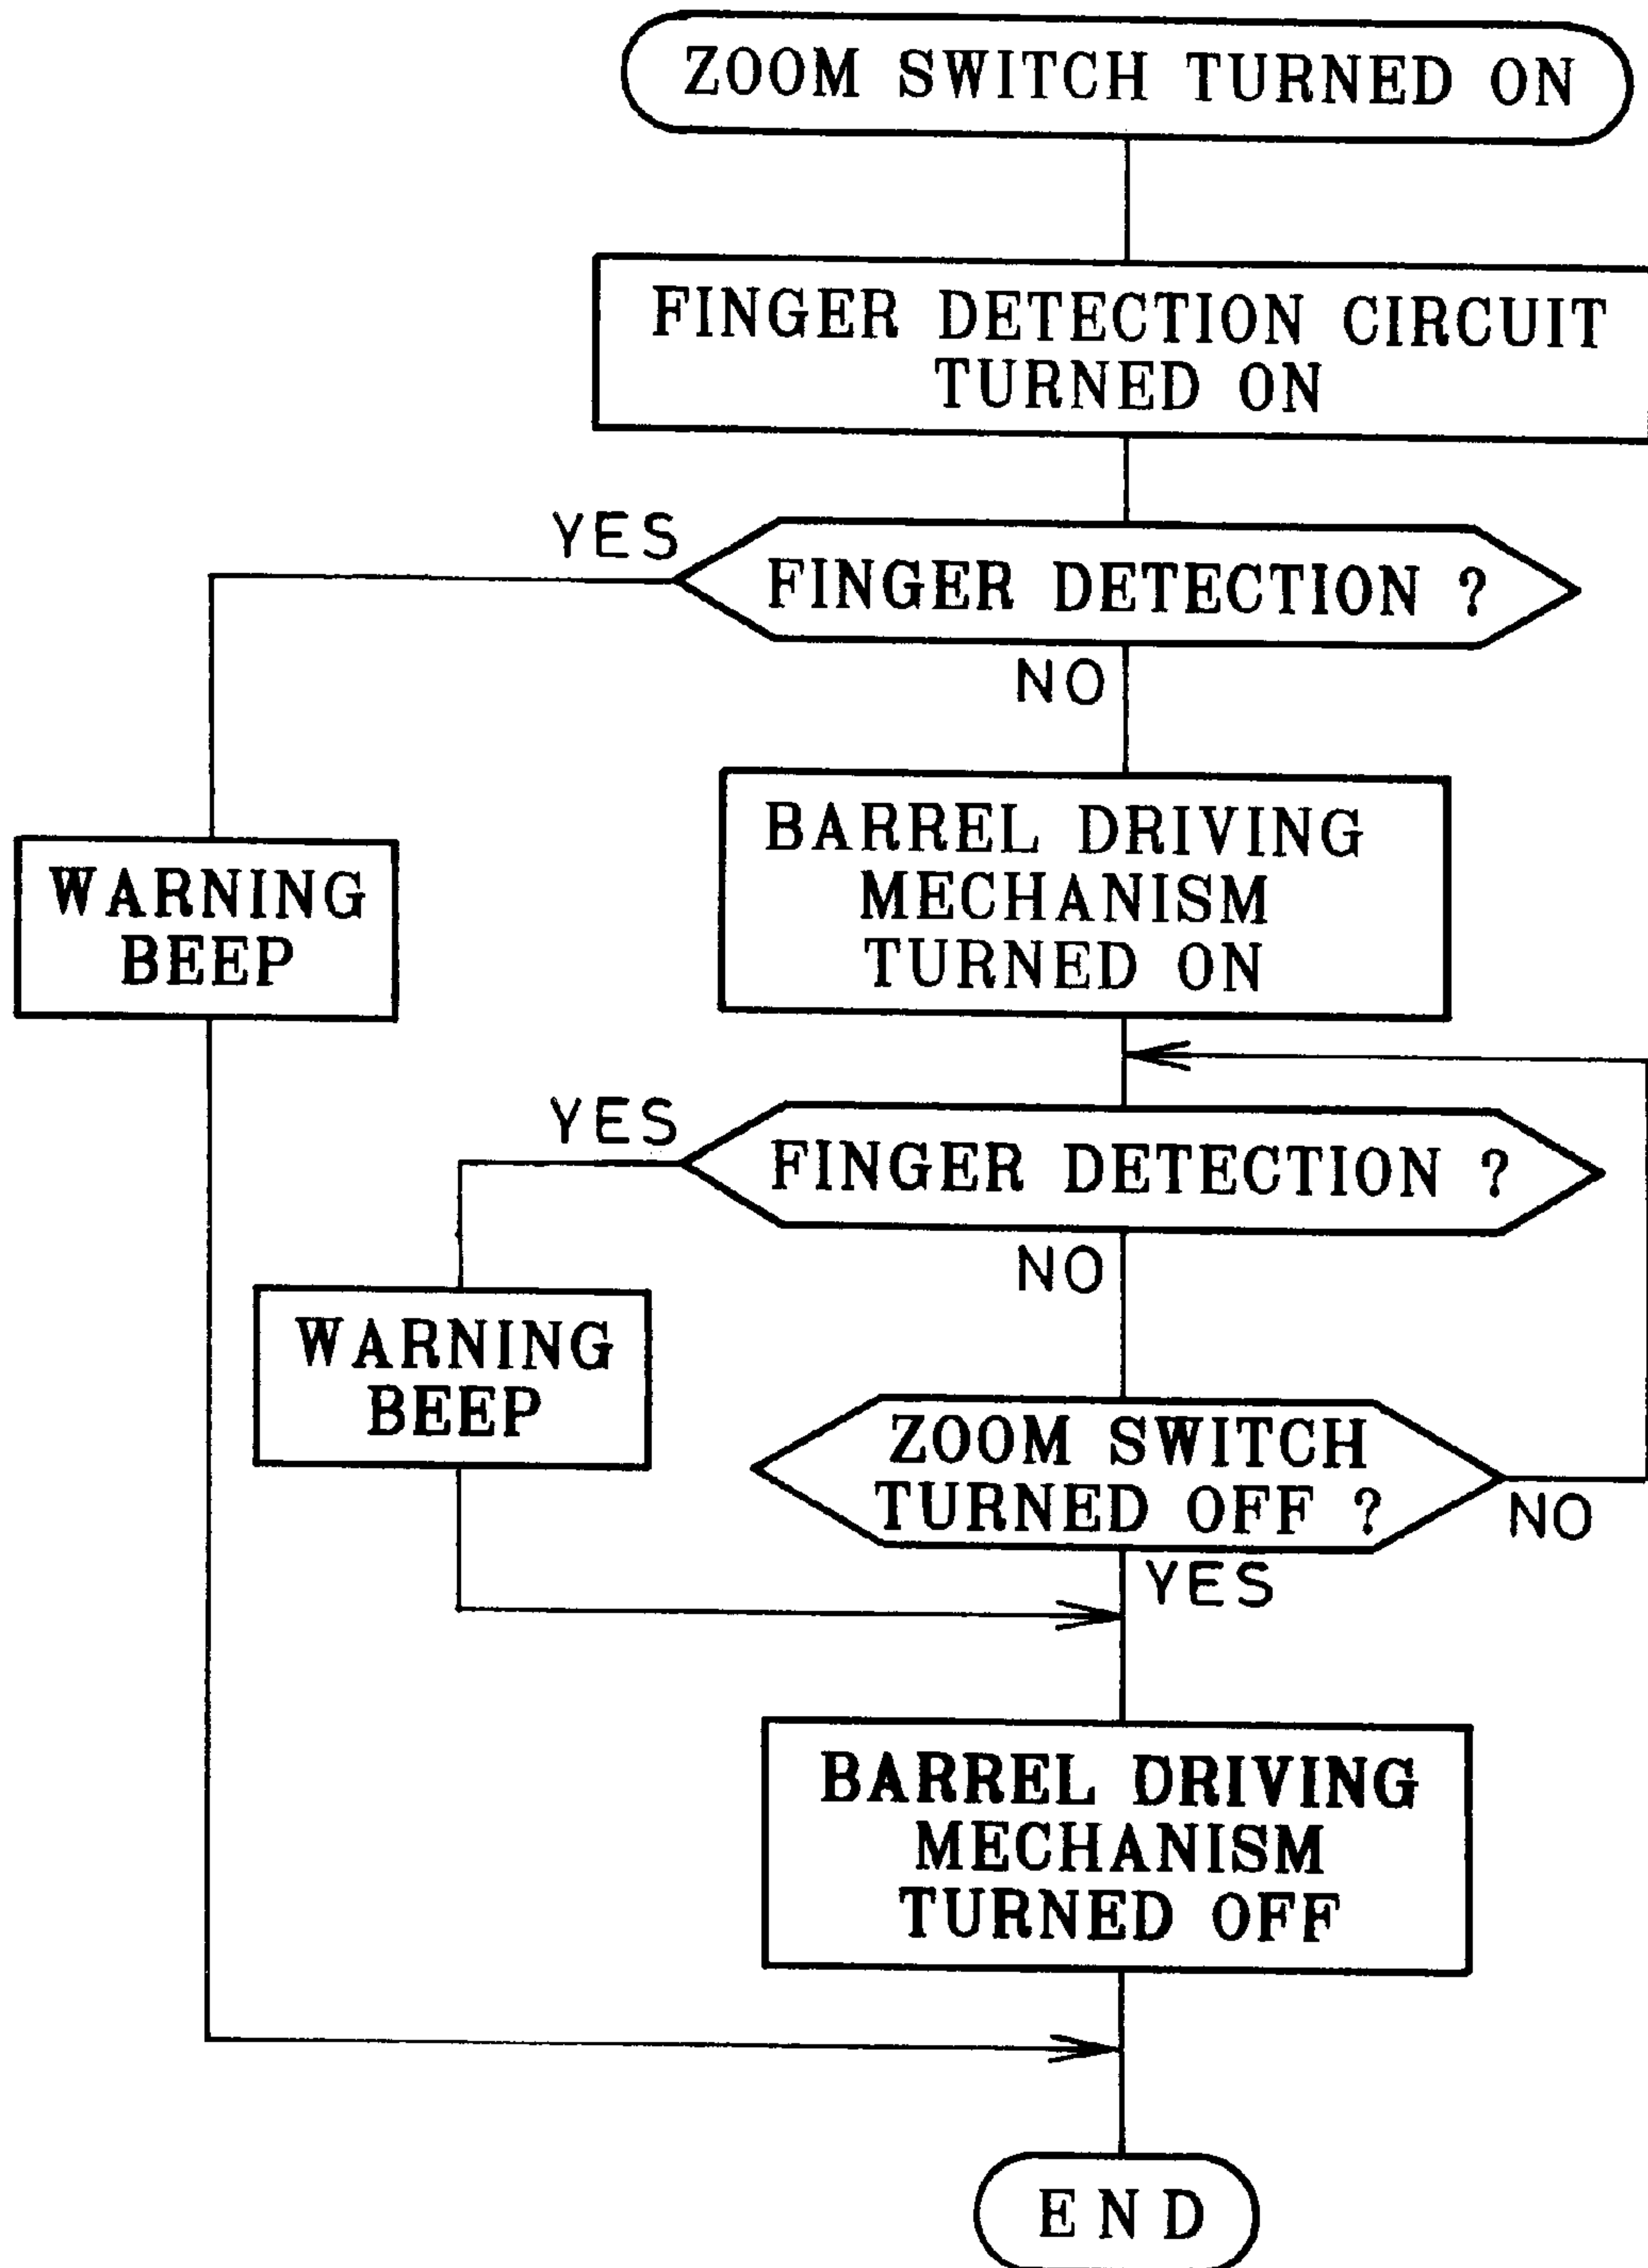 ZOOM SWITCH TURNED ON
FINGER DETECTION CIRCUIT
TURNED ON
YES
FINGER DETECTION ?
NO
BARREL DRIVING
MECHANISM
TURNED ON
WARNING
BEEP
YES
FINGER DETECTION ?
NO
WARNING
BEEP
ZOOM SWITCH
TURNED OFF ?
NO
YES
BARREL DRIVING
MECHANISM
TURNED OFF
END